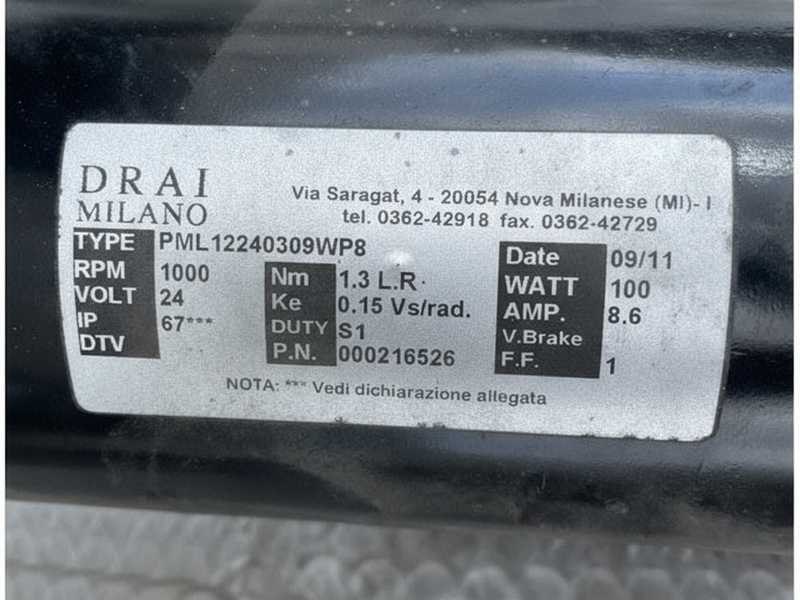 DRAI
MILANO
Via Saragat, 4 - 20054 Nova Milanese (MI)- I
tel. 0362-42918 fax. 0362-42729
TYPE PML12240309WP8
RPM 1000
VOLT 24
IP 67***
DTV
Nm 1.3 L.R.
Ke 0.15 Vs/rad.
DUTY S1
P.N. 000216526
Date 09/11
WATT 100
AMP. 8.6
V.Brake
F.F. 1
NOTA: *** Vedi dichiarazione allegata